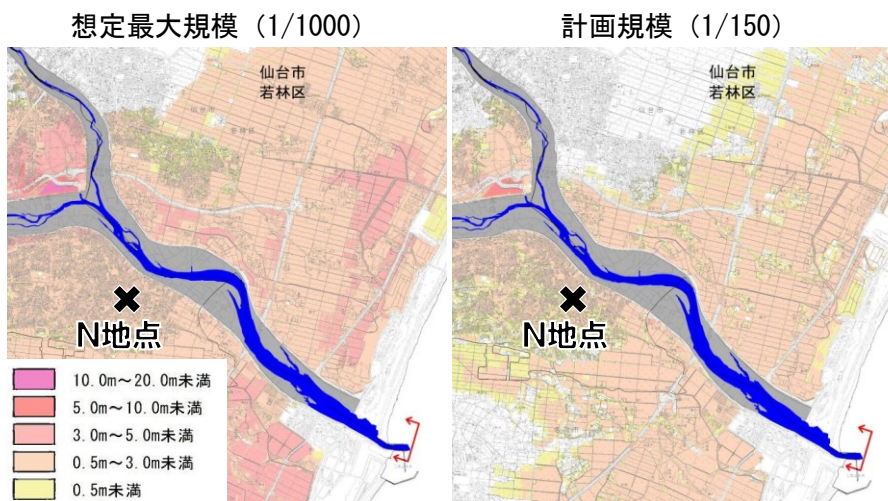 想定最大規模（1/1000）
計画規模（1/150）
仙台市
若林区
仙台市
若林区
N地点
N地点
10.0m～20.0m未満
5.0m～10.0m未満
3.0m～5.0m未満
0.5m～3.0m未満
0.5m未満